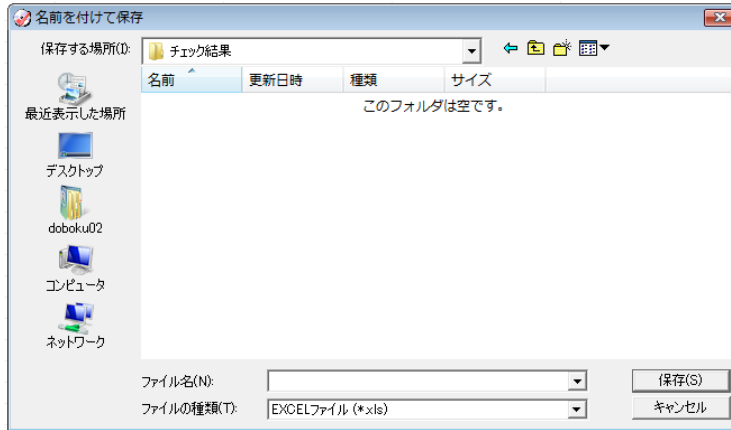 名前を付けて保存
保存する場所(I):
チェック結果
名前 更新日時 種類 サイズ
このフォルダは空です。
最近表示した場所
デスクトップ
doboku02
コンピュータ
ネットワーク
ファイル名(N):
保存(S)
ファイルの種類(T):
EXCELファイル (*.xls)
キャンセル